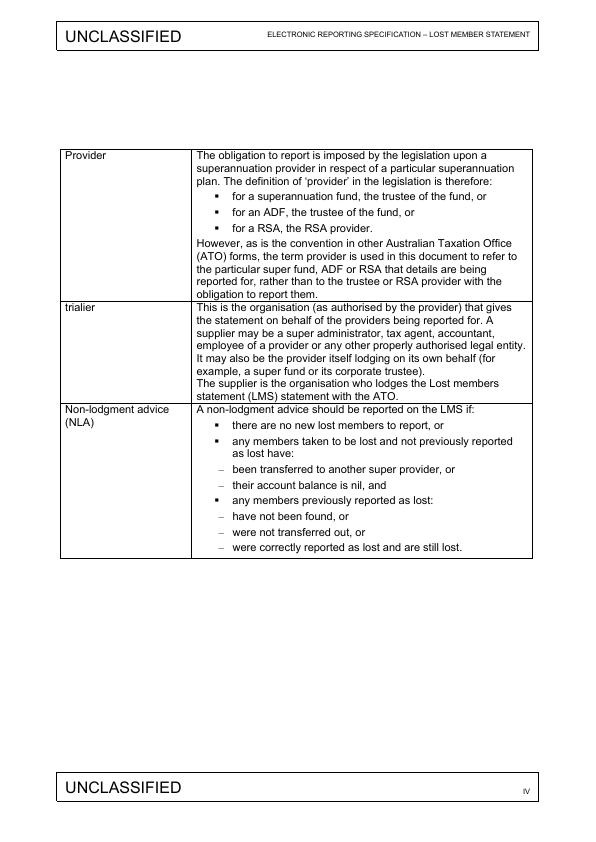 UNCLASSIFIED
ELECTRONIC REPORTING SPECIFICATION – LOST MEMBER STATEMENT
Provider
The obligation to report is imposed by the legislation upon a
superannuation provider in respect of a particular superannuation
plan. The definition of ‘provider’ in the legislation is therefore:
▪ for a superannuation fund, the trustee of the fund, or
▪ for an ADF, the trustee of the fund, or
▪ for a RSA, the RSA provider.
However, as is the convention in other Australian Taxation Office
(ATO) forms, the term provider is used in this document to refer to
the particular super fund, ADF or RSA that details are being
reported for, rather than to the trustee or RSA provider with the
obligation to report them.
trialier
This is the organisation (as authorised by the provider) that gives
the statement on behalf of the providers being reported for. A
supplier may be a super administrator, tax agent, accountant,
employee of a provider or any other properly authorised legal entity.
It may also be the provider itself lodging on its own behalf (for
example, a super fund or its corporate trustee).
The supplier is the organisation who lodges the Lost members
statement (LMS) statement with the ATO.
Non-lodgment advice
(NLA)
A non-lodgment advice should be reported on the LMS if:
▪ there are no new lost members to report, or
▪ any members taken to be lost and not previously reported
as lost have:
– been transferred to another super provider, or
– their account balance is nil, and
▪ any members previously reported as lost:
– have not been found, or
– were not transferred out, or
– were correctly reported as lost and are still lost.
UNCLASSIFIED
IV